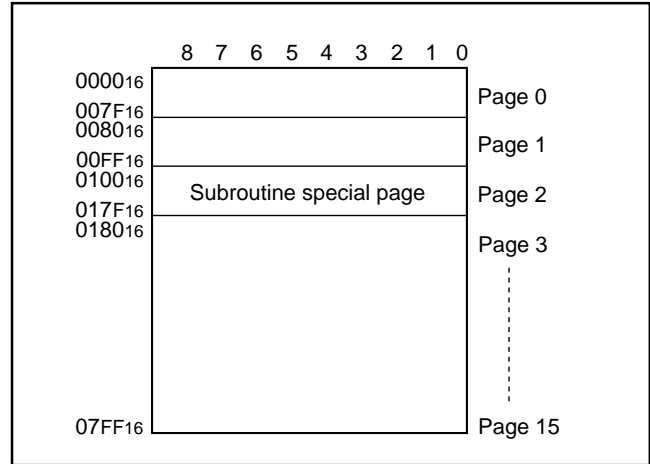 8 7 6 5 4 3 2 1 0
000016
Page 0
007F16
008016
Page 1
00FF16
010016
Subroutine special page
Page 2
017F16
018016
Page 3
07FF16
Page 15